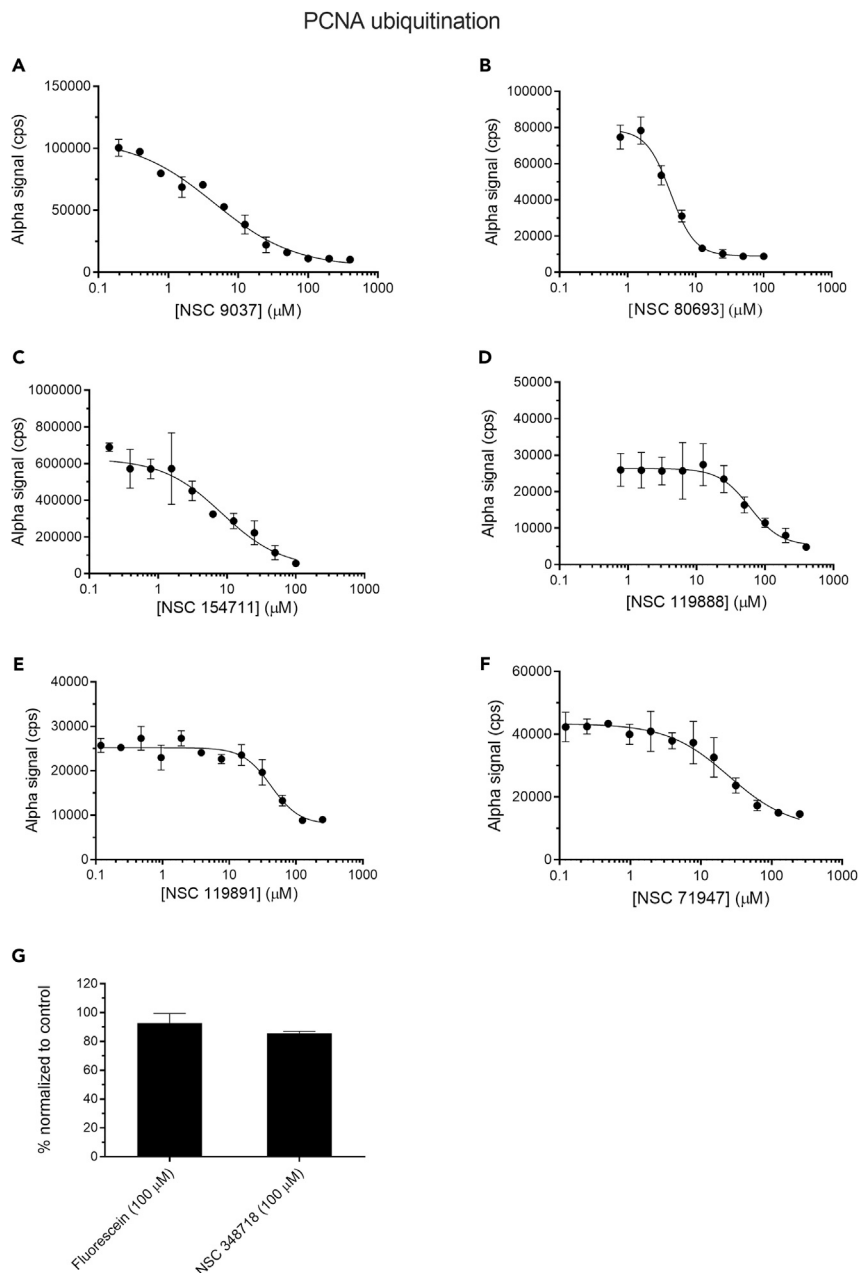 PCNA ubiquitination
A
Alpha signal (cps)
150000
100000
50000
0
0.1 1 10 100 1000
[NSC 9037] (μM)
B
Alpha signal (cps)
100000
80000
60000
40000
20000
0
0.1 1 10 100 1000
[NSC 80693] (μM)
C
Alpha signal (cps)
1000000
800000
600000
400000
200000
0
0.1 1 10 100 1000
[NSC 154711] (μM)
D
Alpha signal (cps)
50000
40000
30000
20000
10000
0
0.1 1 10 100 1000
[NSC 119888] (μM)
E
Alpha signal (cps)
40000
30000
20000
10000
0
0.1 1 10 100 1000
[NSC 119891] (μM)
F
Alpha signal (cps)
60000
40000
20000
0
0.1 1 10 100 1000
[NSC 71947] (μM)
G
% normalized to control
120
100
80
60
40
20
0
Fluorescein (100 μM)
NSC 348718 (100 μM)